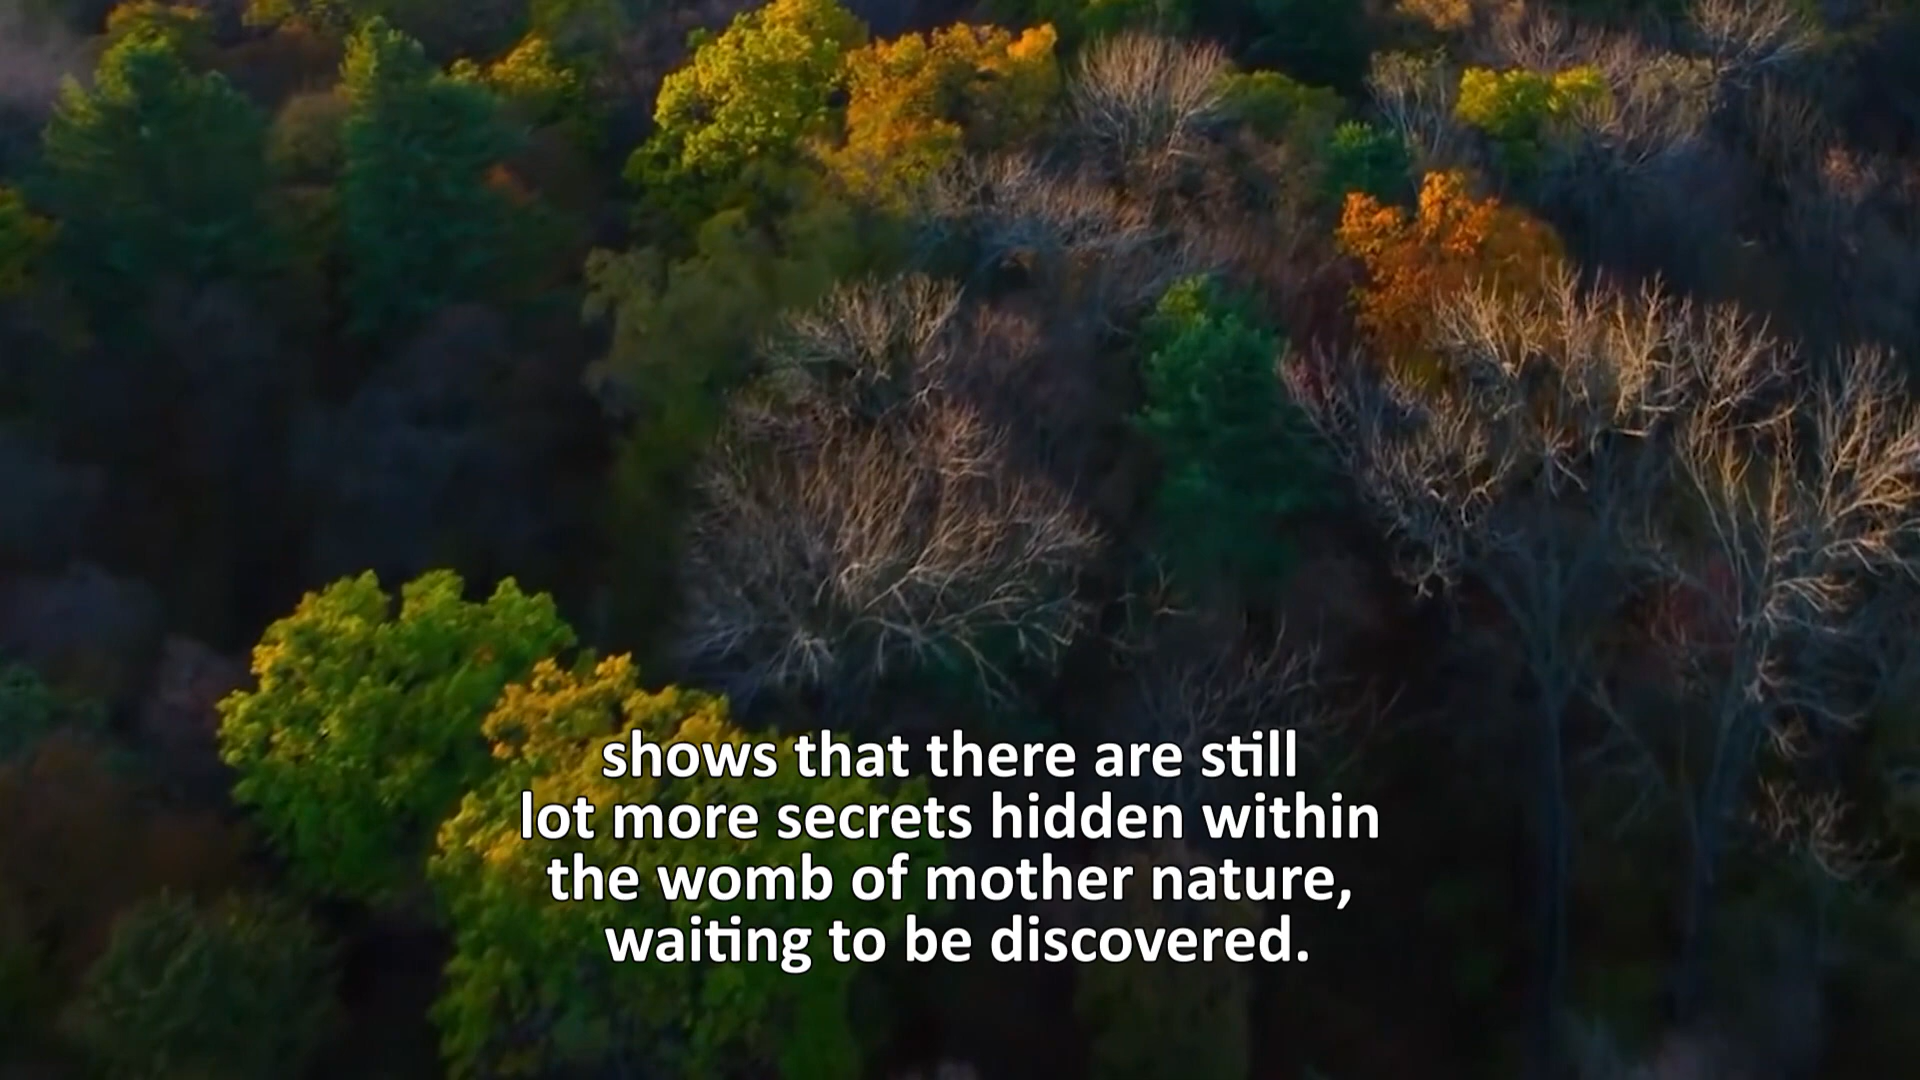 shows that there are still
lot more secrets hidden within
the womb of mother nature,
waiting to be discovered.